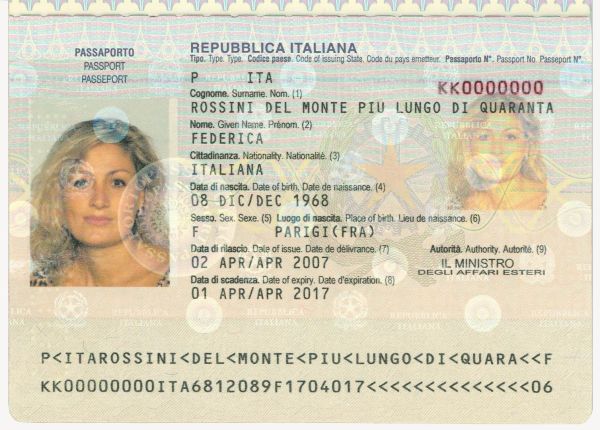 PASSAPORTO
PASSPORT
PASSEPORT
REPUBBLICA ITALIANA
Tipo. Type. Type. Codice paese. Code of issuing State. Code du pays emetteur. Passaporto N°. Passport No. Passeport N°.
P ITA
KK0000000
Cognome. Surname. Nom. (1)
ROSSINI DEL MONTE PIU LUNGO DI QUARANTA
Nome. Given Name. Prénom. (2)
FEDERICA
Cittadinanza. Nationality. Nationalité. (3)
ITALIANA
Data di nascita. Date of birth. Date de naissance. (4)
08 DIC/DEC 1968
Sesso. Sex. Sexe. (5) Luogo di nascita. Place of birth. Lieu de naissance. (6)
F PARIGI(FRA)
Data di rilascio. Date of issue. Date de délivrance. (7)
Autorità. Authority. Autorité. (9)
02 APR/APR 2007
IL MINISTRO
DEGLI AFFARI ESTERI
Data di scadenza. Date of expiry. Date d'expiration. (8)
01 APR/APR 2017
REPVBBLICA
ITALIANA
P<ITAROSSINI<DEL<MONTE<PIU<LUNGO<DI<QUARA<<F
KK00000000ITA6812089F1704017<<<<<<<<<<<<<<06